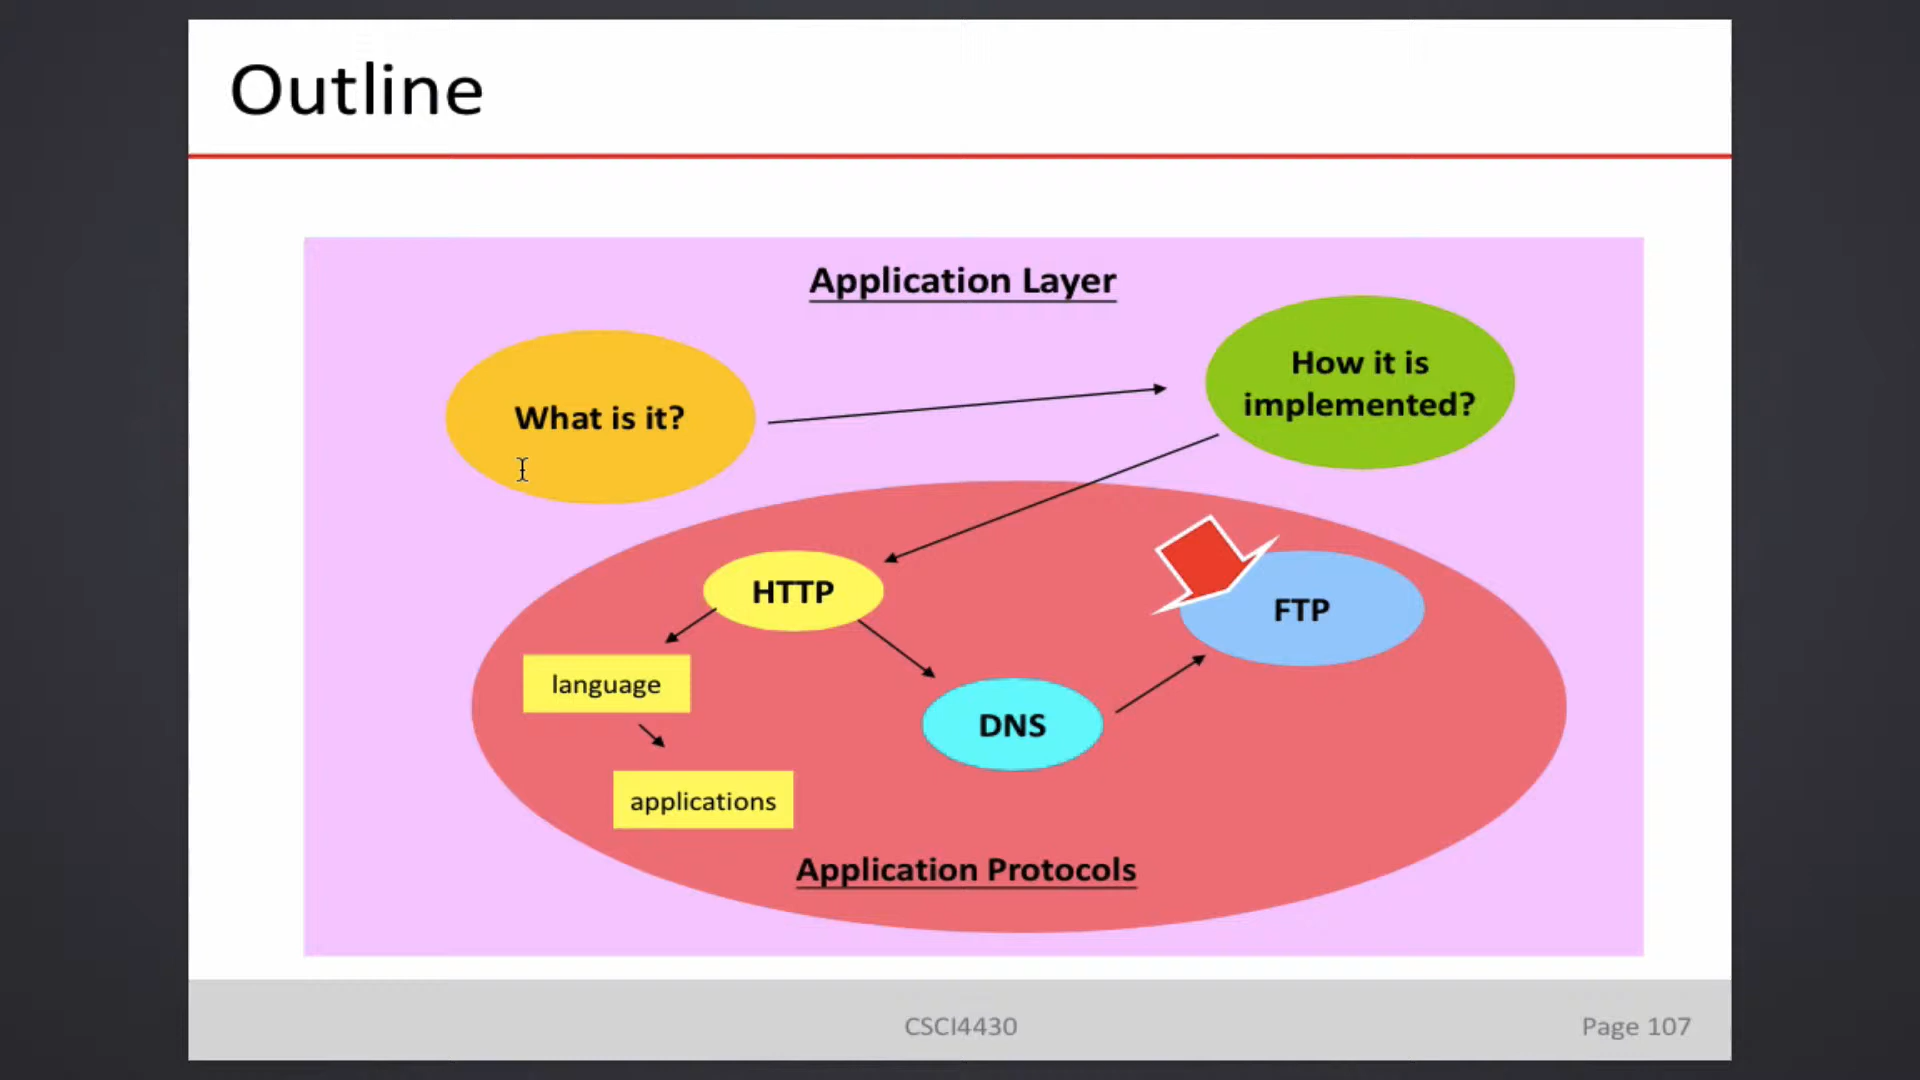 Outline
Application Layer
What is it?
How it is
implemented?
HTTP
FTP
language
DNS
applications
Application Protocols
CSCI4430
Page 107